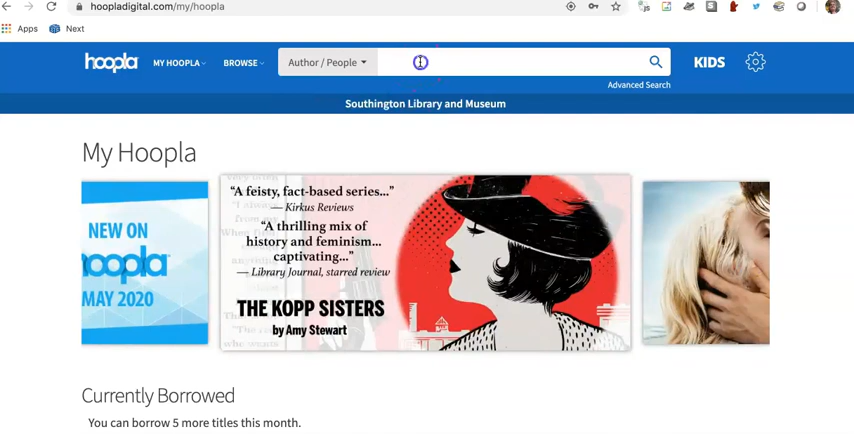 hoopladigital.com/my/hoopla
Apps Next
hoopla MY HOOPLA BROWSE Author / People KIDS
Advanced Search
Southington Library and Museum
My Hoopla
NEW ON
hoopla
MAY 2020
“A feisty, fact-based series...”
— Kirkus Reviews
“A thrilling mix of
history and feminism...
captivating...”
— Library Journal, starred review
THE KOPP SISTERS
by Amy Stewart
Currently Borrowed
You can borrow 5 more titles this month.